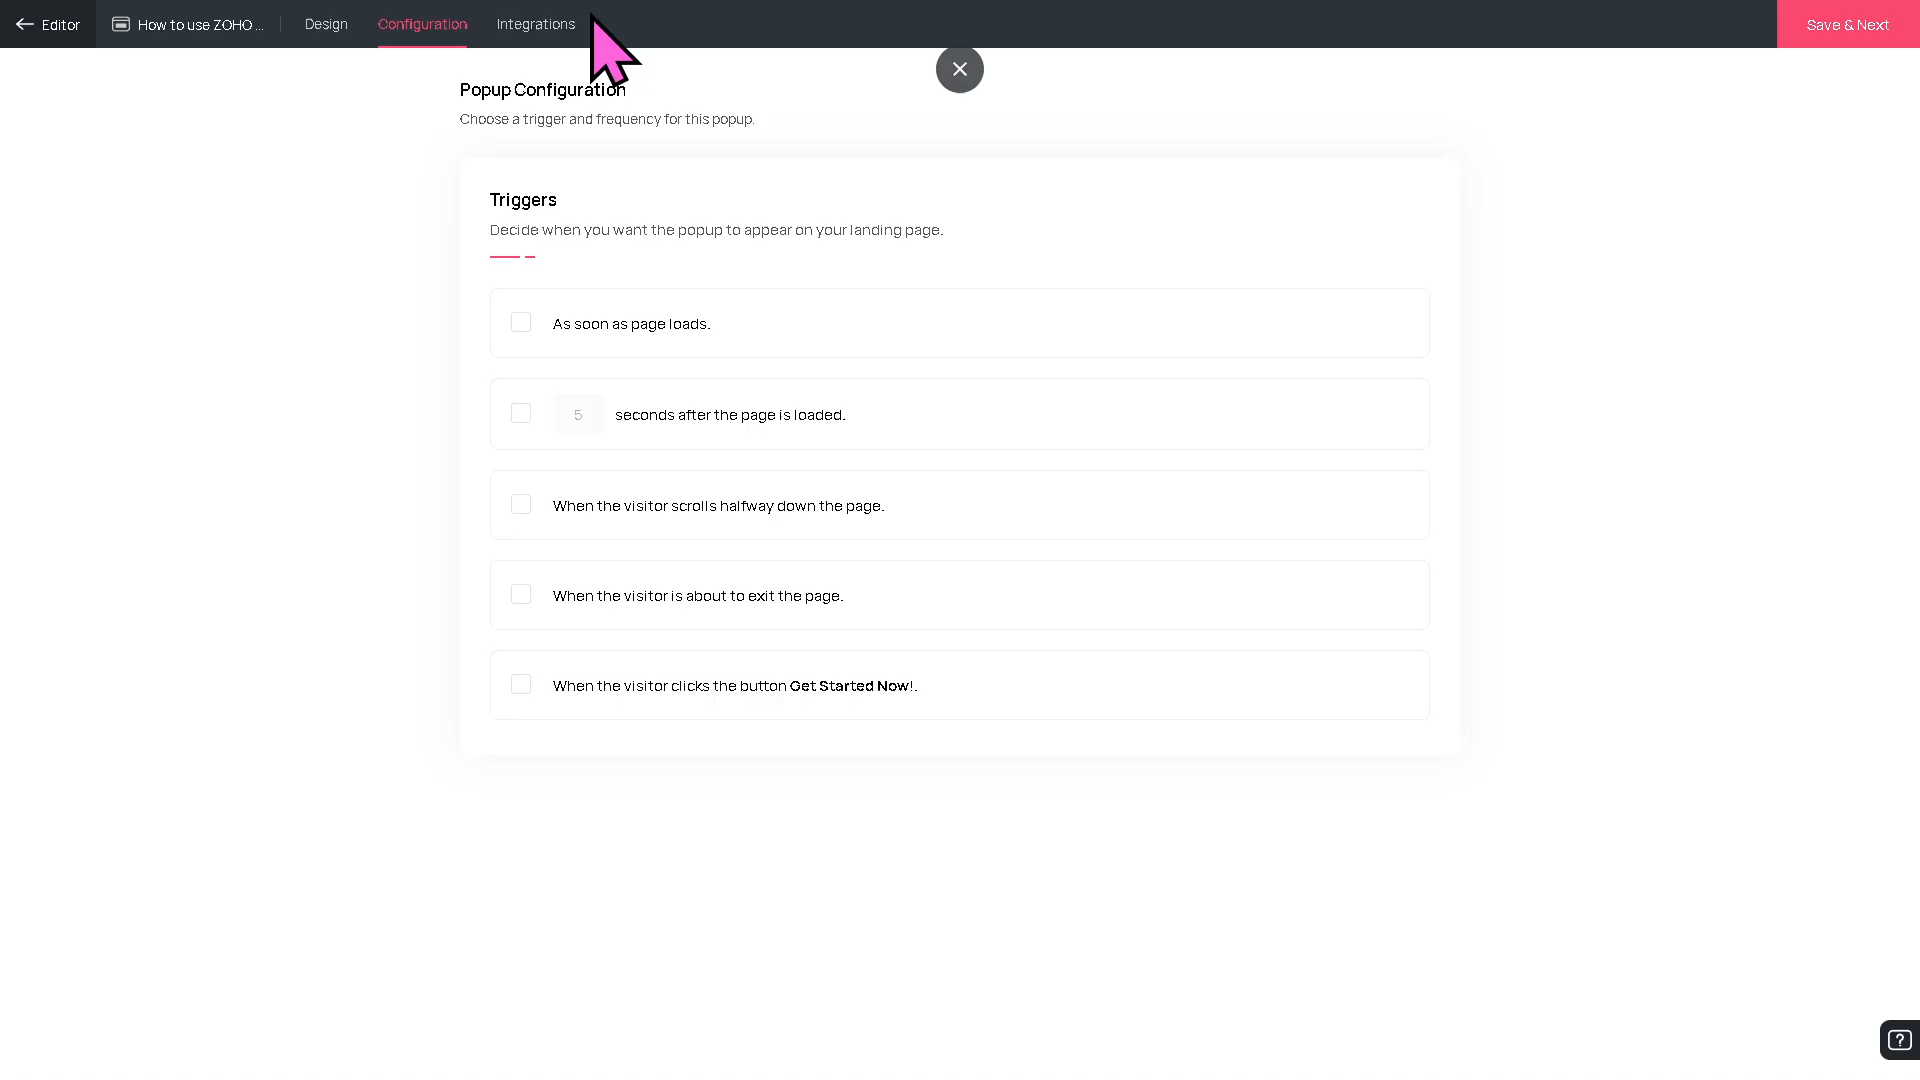 Editor
How to use ZOHO ...
Design
Configuration
Integrations
Save & Next
Popup Configuration
Choose a trigger and frequency for this popup.
Triggers
Decide when you want the popup to appear on your landing page.
As soon as page loads.
5 seconds after the page is loaded.
When the visitor scrolls halfway down the page.
When the visitor is about to exit the page.
When the visitor clicks the button Get Started Now!.
?